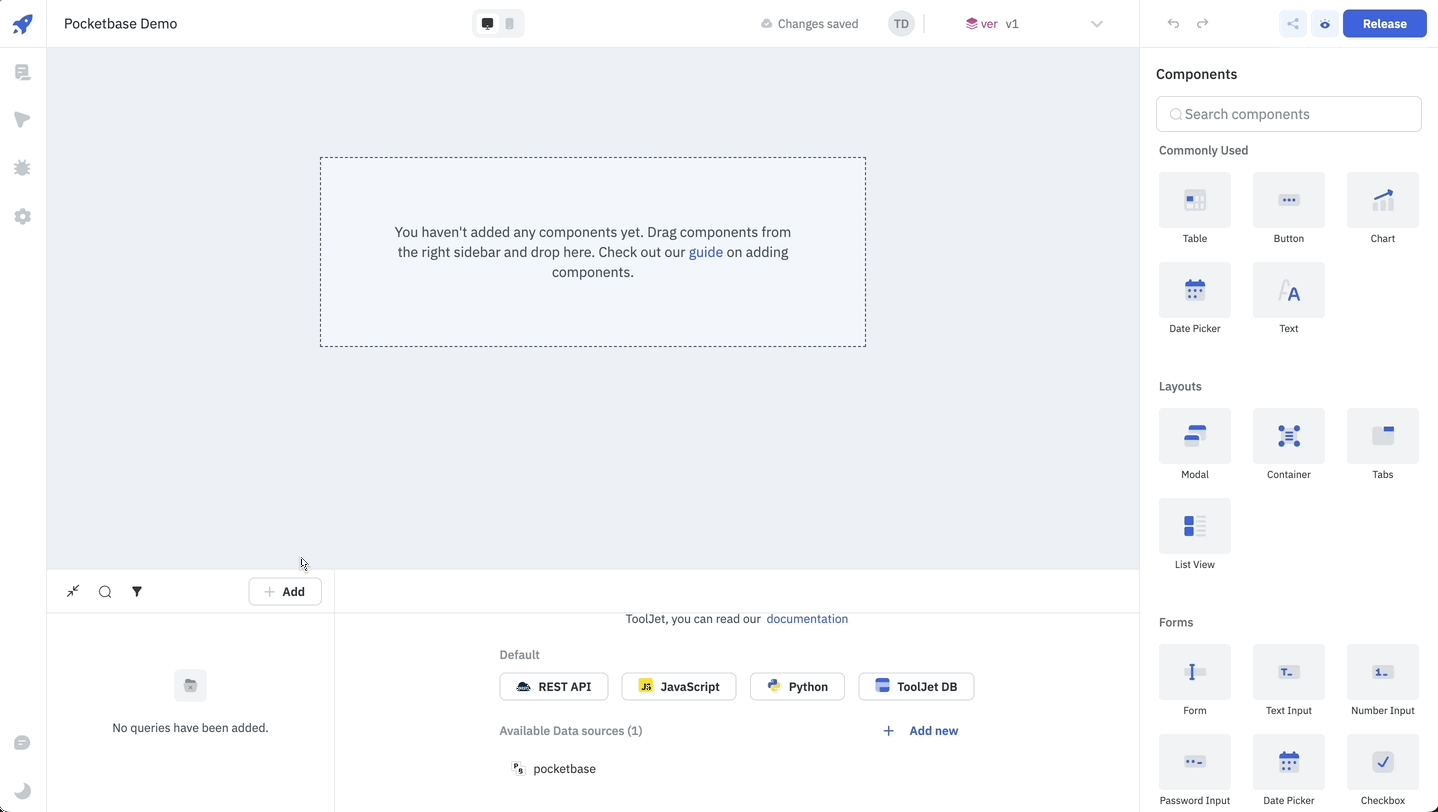 Pocketbase Demo
Changes saved
TD
ver v1
Release
You haven't added any components yet. Drag components from
the right sidebar and drop here. Check out our guide on adding
components.
Components
Search components
Commonly Used
Table
Button
Chart
Date Picker
Text
Layouts
Modal
Container
Tabs
List View
Forms
Form
Text Input
Number Input
Password Input
Date Picker
Checkbox
Add
No queries have been added.
ToolJet, you can read our documentation
Default
REST API
JS
JavaScript
Python
ToolJet DB
Available Data sources (1)
+ Add new
pocketbase